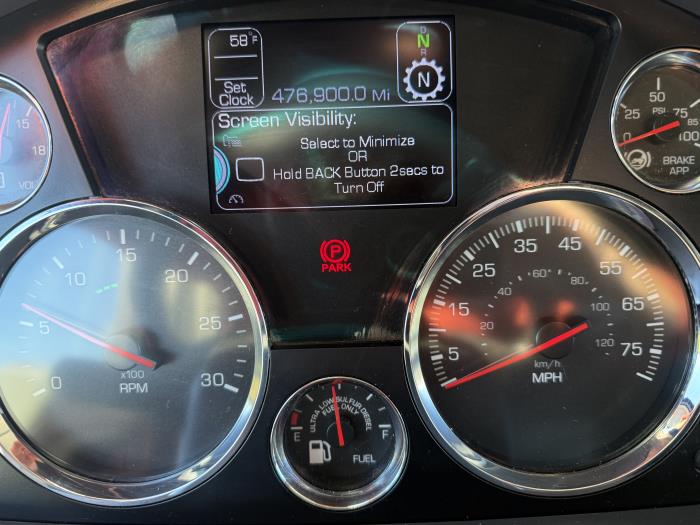 58°F
Set
Clock
476,900.0 Mi
D
N
R
N
Screen Visibility:
Select to Minimize
OR
Hold BACK Button 2secs to
Turn Off
15
18
VOL
0
25
50
75
100
85
PSI
BRAKE
APP
P
PARK
0
5
10
15
20
25
30
x100
RPM
5
15
25
35
45
55
65
75
20
40
60
80
100
120
km/h
MPH
ULTRA LOW SULFUR DIESEL
FUEL ONLY
E
F
FUEL